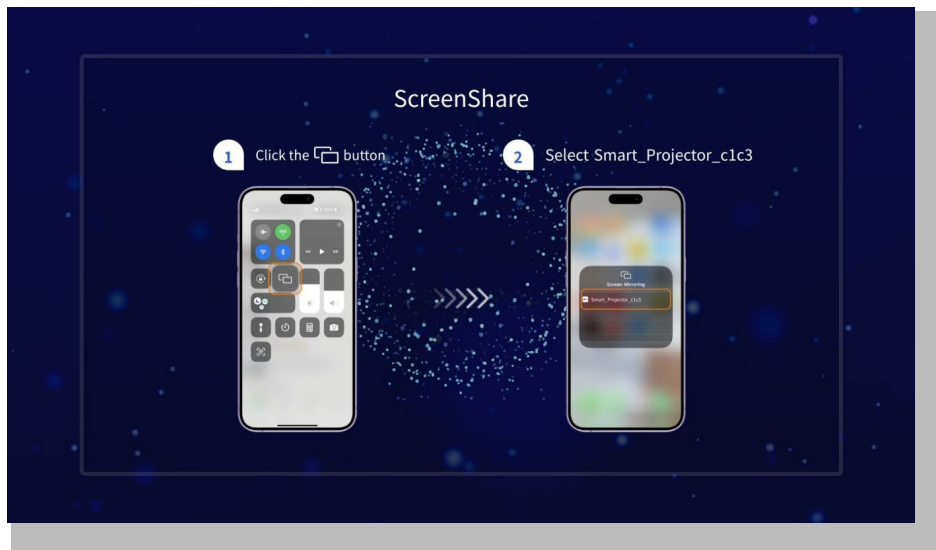 ScreenShare
1 Click the button
2 Select Smart_Projector_c1c3
Screen Mirroring
Smart_Projector_c1c3